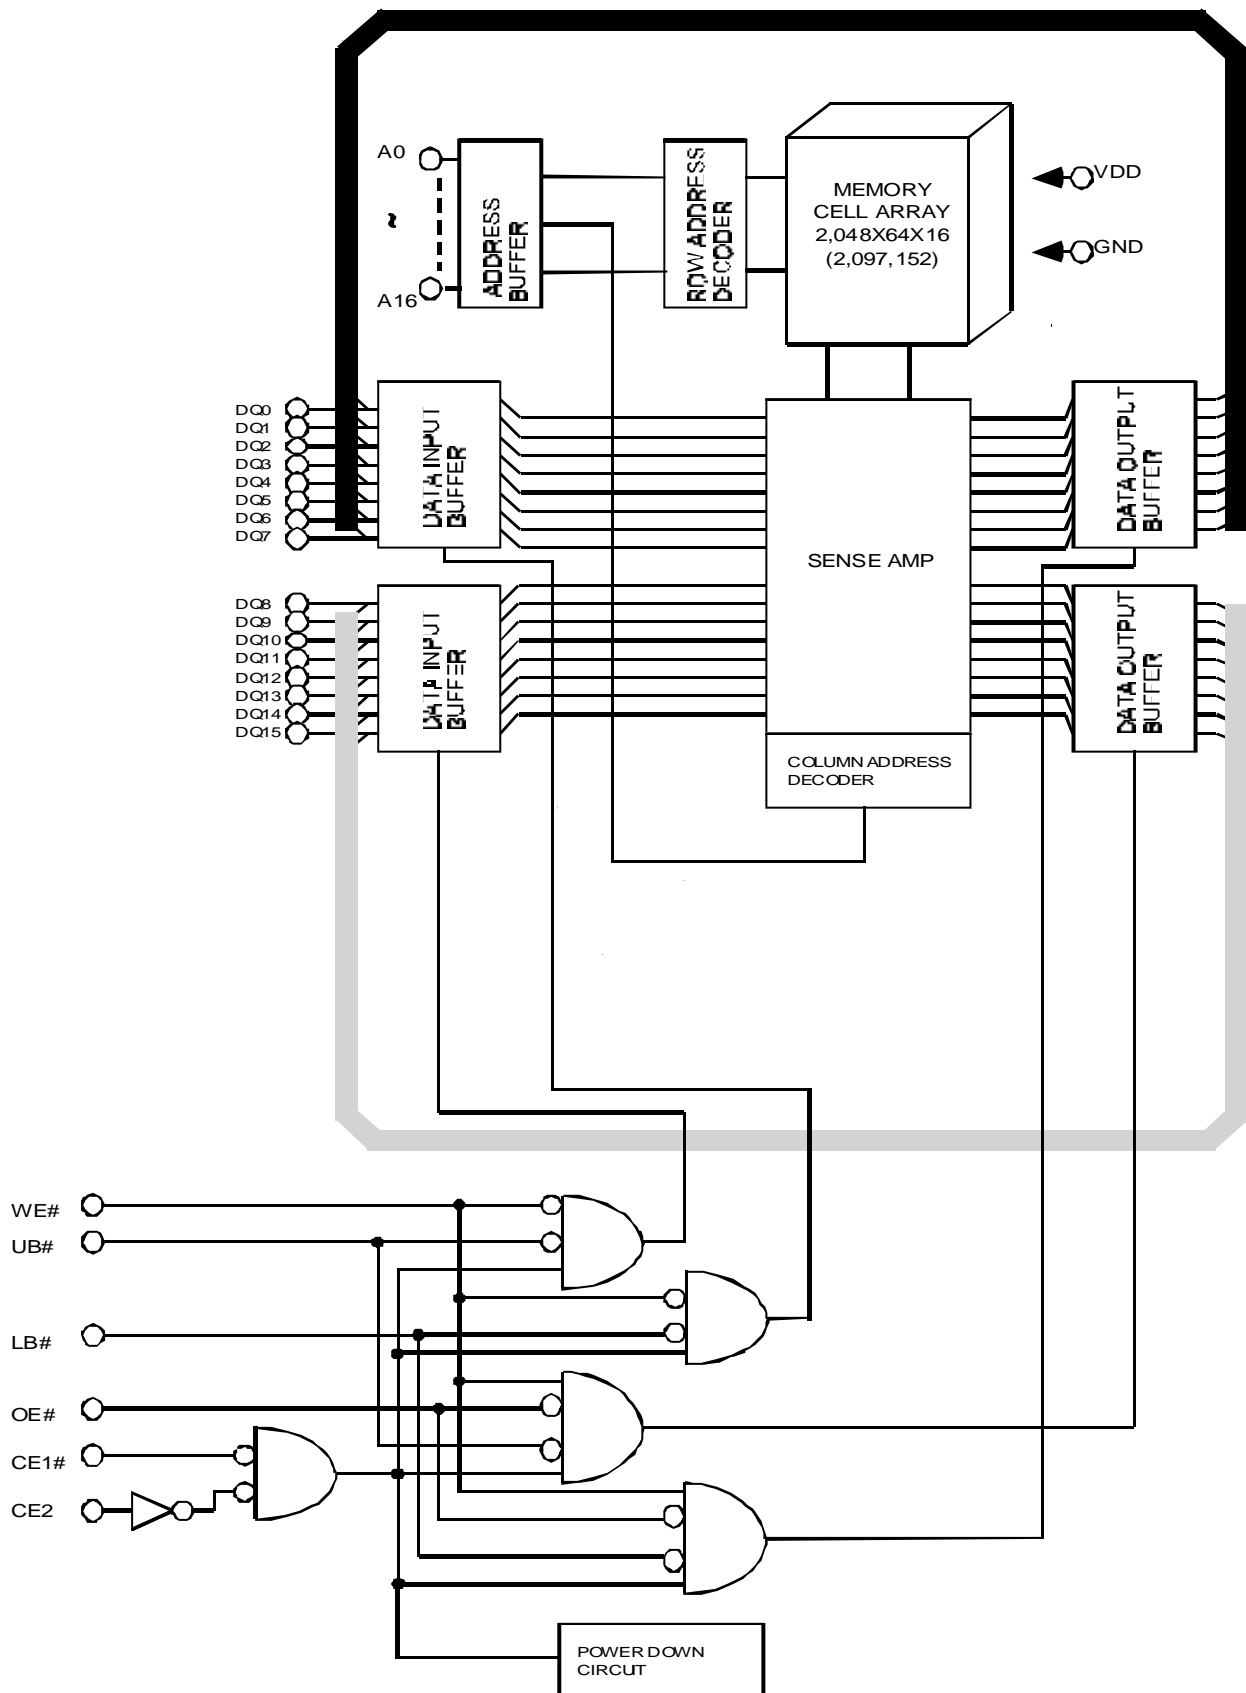 A0
~
A16
ADDRESS
BUFFER
ROW ADDRESS
DECODER
MEMORY
CELL ARRAY
2,048X64X16
(2,097,152)
VDD
GND
DQ0
DQ1
DQ2
DQ3
DQ4
DQ5
DQ6
DQ7
DATA INPUT
BUFFER
SENSE AMP
DATA OUTPUT
BUFFER
DQ8
DQ9
DQ10
DQ11
DQ12
DQ13
DQ14
DQ15
DATA INPUT
BUFFER
DATA OUTPUT
BUFFER
COLUMN ADDRESS
DECODER
WE#
UB#
LB#
OE#
CE1#
CE2
POWER DOWN
CIRCUIT